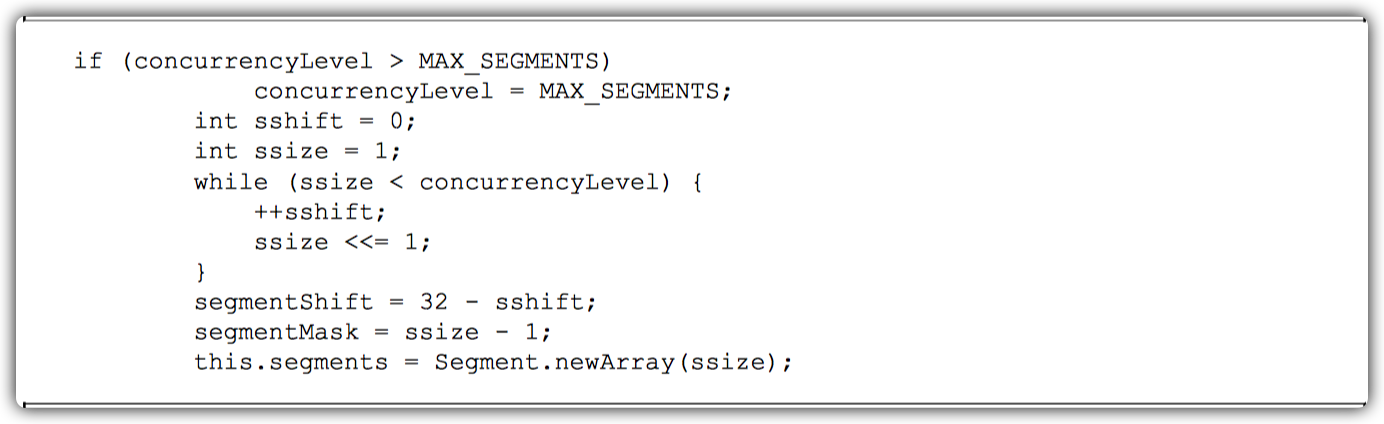 if (concurrencyLevel > MAX_SEGMENTS)
concurrencyLevel = MAX_SEGMENTS;
int sshift = 0;
int ssize = 1;
while (ssize < concurrencyLevel) {
++sshift;
ssize <<= 1;
}
segmentShift = 32 - sshift;
segmentMask = ssize - 1;
this.segments = Segment.newArray(ssize);